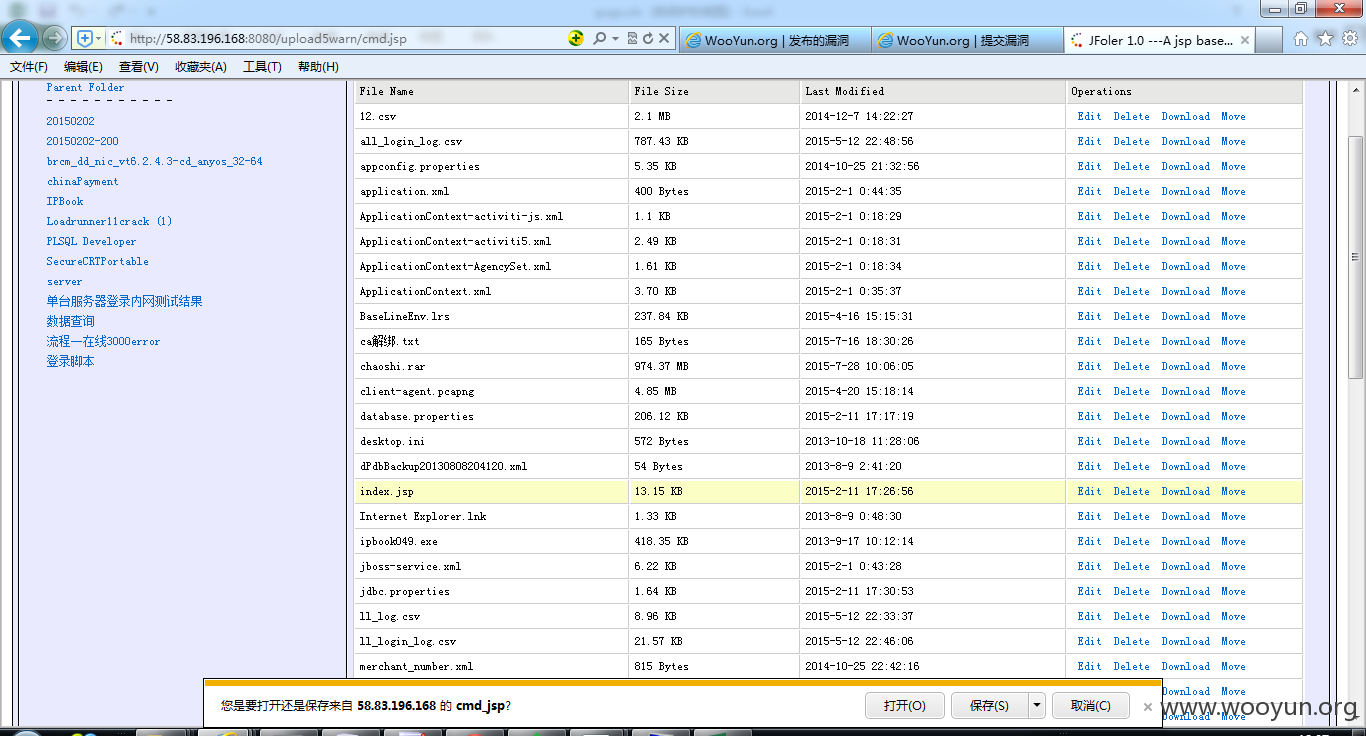 http://58.83.196.168:8080/upload5warn/cmd.jsp
WooYun.org | 发布的漏洞
WooYun.org | 提交漏洞
JFoler 1.0 ---A jsp base...
文件(F) 编辑(E) 查看(V) 收藏夹(A) 工具(T) 帮助(H)
Parent Folder
- - - - - - - - - - -
20150202
20150202-200
brcm_dd_nic_vt6.2.4.3-cd_anyos_32-64
chinaPayment
IPBook
Loadrunner11crack (1)
PLSQL Developer
SecureCRTPortable
server
单台服务器登录内网测试结果
数据查询
流程一在线3000error
登录脚本
File Name File Size Last Modified Operations
12.csv 2.1 MB 2014-12-7 14:22:27 Edit Delete Download Move
all_login_log.csv 787.43 KB 2015-5-12 22:48:56 Edit Delete Download Move
appconfig.properties 5.35 KB 2014-10-25 21:32:56 Edit Delete Download Move
application.xml 400 Bytes 2015-2-1 0:44:35 Edit Delete Download Move
ApplicationContext-activiti-js.xml 1.1 KB 2015-2-1 0:18:29 Edit Delete Download Move
ApplicationContext-activiti5.xml 2.49 KB 2015-2-1 0:18:31 Edit Delete Download Move
ApplicationContext-AgencySet.xml 1.61 KB 2015-2-1 0:18:34 Edit Delete Download Move
ApplicationContext.xml 3.70 KB 2015-2-1 0:35:37 Edit Delete Download Move
BaseLineEnv.lrs 237.84 KB 2015-4-16 15:15:31 Edit Delete Download Move
ca解绑.txt 165 Bytes 2015-7-16 18:30:26 Edit Delete Download Move
chaoshi.rar 974.37 MB 2015-7-28 10:06:05 Edit Delete Download Move
client-agent.pcapng 4.85 MB 2015-4-20 15:18:14 Edit Delete Download Move
database.properties 206.12 KB 2015-2-11 17:17:19 Edit Delete Download Move
desktop.ini 572 Bytes 2013-10-18 11:28:06 Edit Delete Download Move
dPdbBackup20130808204120.xml 54 Bytes 2013-8-9 2:41:20 Edit Delete Download Move
index.jsp 13.15 KB 2015-2-11 17:26:56 Edit Delete Download Move
Internet Explorer.lnk 1.33 KB 2013-8-9 0:48:30 Edit Delete Download Move
ipbook049.exe 418.35 KB 2013-9-17 10:12:14 Edit Delete Download Move
jboss-service.xml 6.22 KB 2015-2-1 0:43:28 Edit Delete Download Move
jdbc.properties 1.64 KB 2015-2-11 17:30:53 Edit Delete Download Move
ll_log.csv 8.96 KB 2015-5-12 22:33:37 Edit Delete Download Move
ll_login_log.csv 21.57 KB 2015-5-12 22:46:06 Edit Delete Download Move
merchant_number.xml 815 Bytes 2014-10-25 22:42:16 Edit Delete Download Move
Download Move
您是要打开还是保存来自 58.83.196.168 的 cmd_jsp?
打开(O) 保存(S) 取消(C)
www.wooyun.org